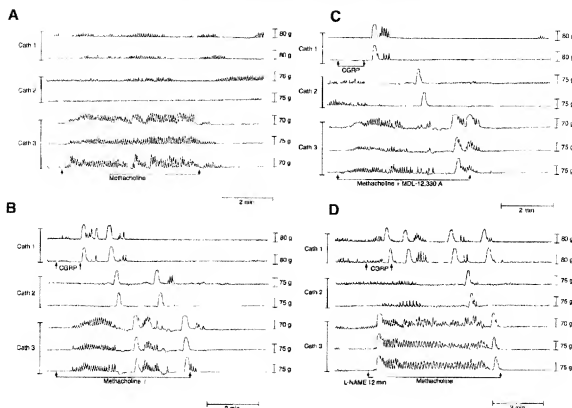 A
80 g
Cath 1
80 g
75 g
Cath 2
75 g
70 g
Cath 3
75 g
70 g
Methacholine
2 min
B
80 g
Cath 1
80 g
CGRP
75 g
Cath 2
75 g
70 g
Cath 3
75 g
75 g
Methacholine
C
80 g
Cath 1
80 g
CGRP
75 g
Cath 2
75 g
70 g
Cath 3
75 g
75 g
Methacholine + MDL-12,330 A
2 min
D
80 g
Cath 1
80 g
CGRP
75 g
Cath 2
75 g
70 g
Cath 3
75 g
75 g
L-NAME 12 min
Methacholine